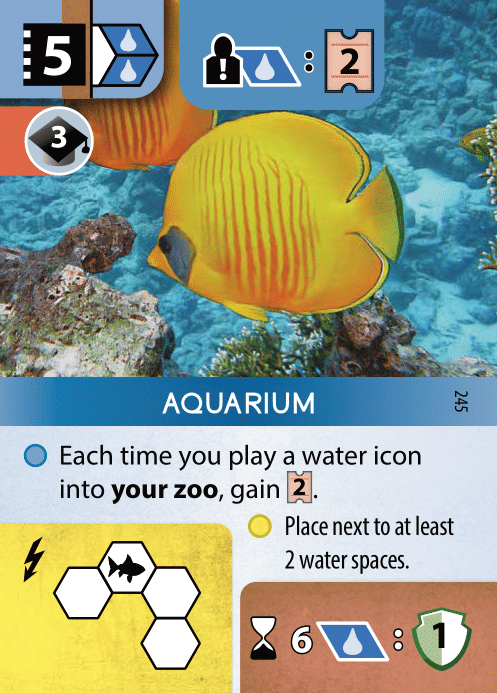 5
! : 2
3
AQUARIUM
245
Each time you play a water icon
into your zoo, gain 2.
Place next to at least
2 water spaces.
6 : 1